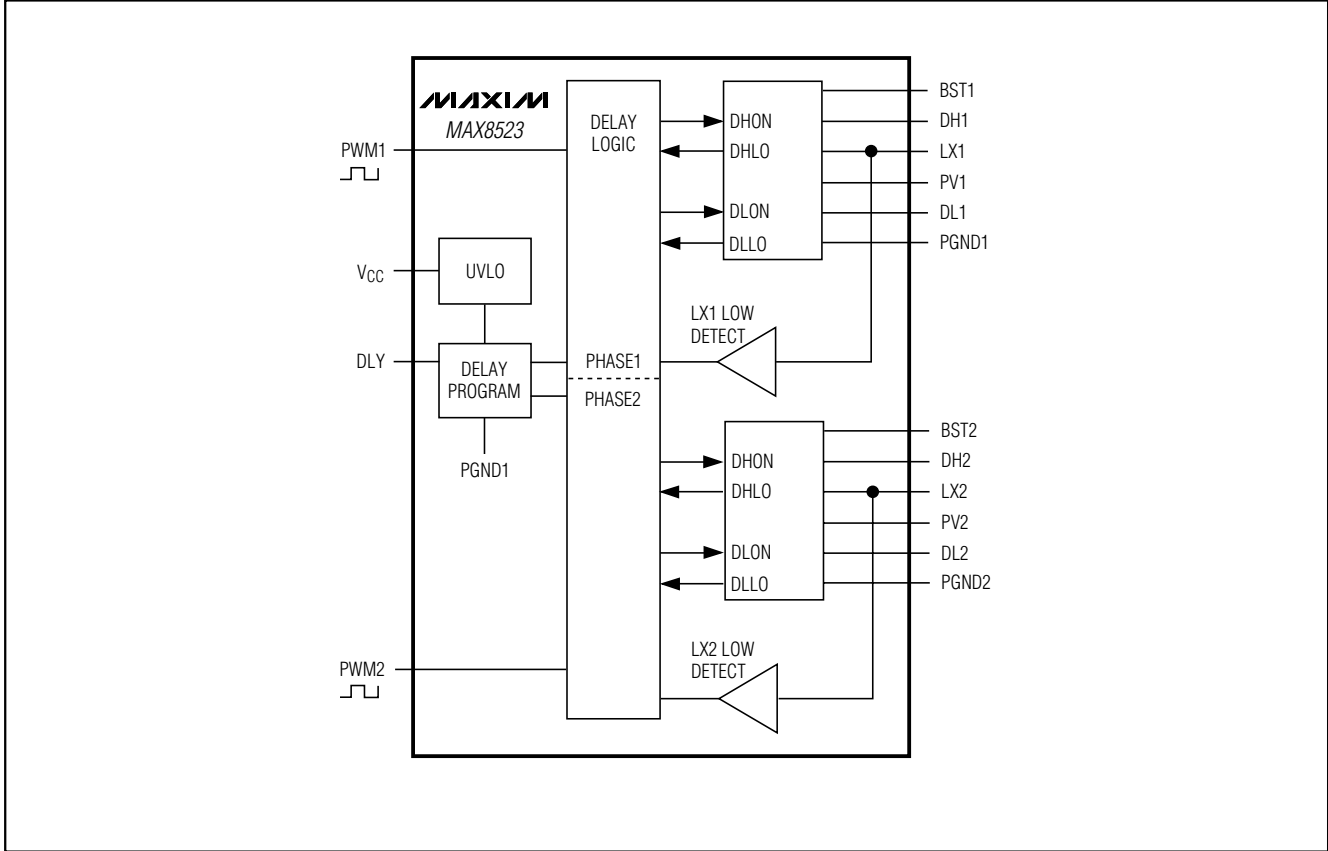 MAXIM
MAX8523
PWM1
VCC
DLY
PWM2
UVLO
DELAY
PROGRAM
PGND1
DELAY
LOGIC
PHASE1
PHASE2
DHON
DHLO
DLON
DLLO
BST1
DH1
LX1
PV1
DL1
PGND1
LX1 LOW
DETECT
DHON
DHLO
DLON
DLLO
BST2
DH2
LX2
PV2
DL2
PGND2
LX2 LOW
DETECT